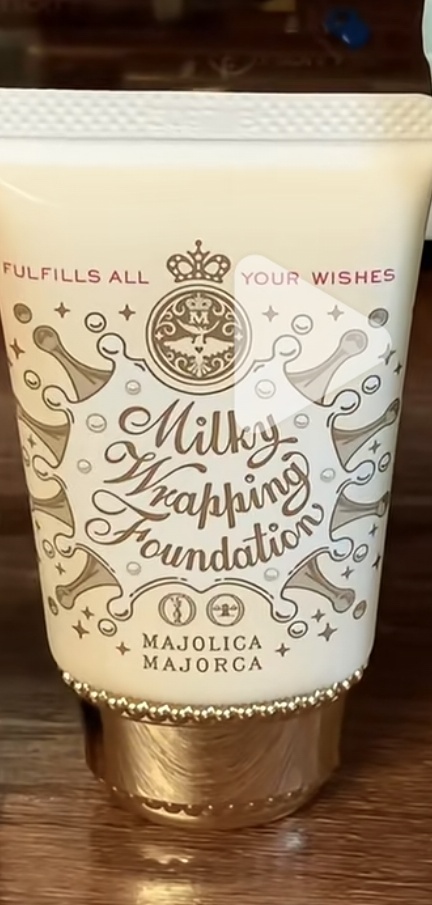 FULFILLS ALL YOUR WISHES
M
Milky
Wrapping
Foundation
MAJOLICA
MAJORCA